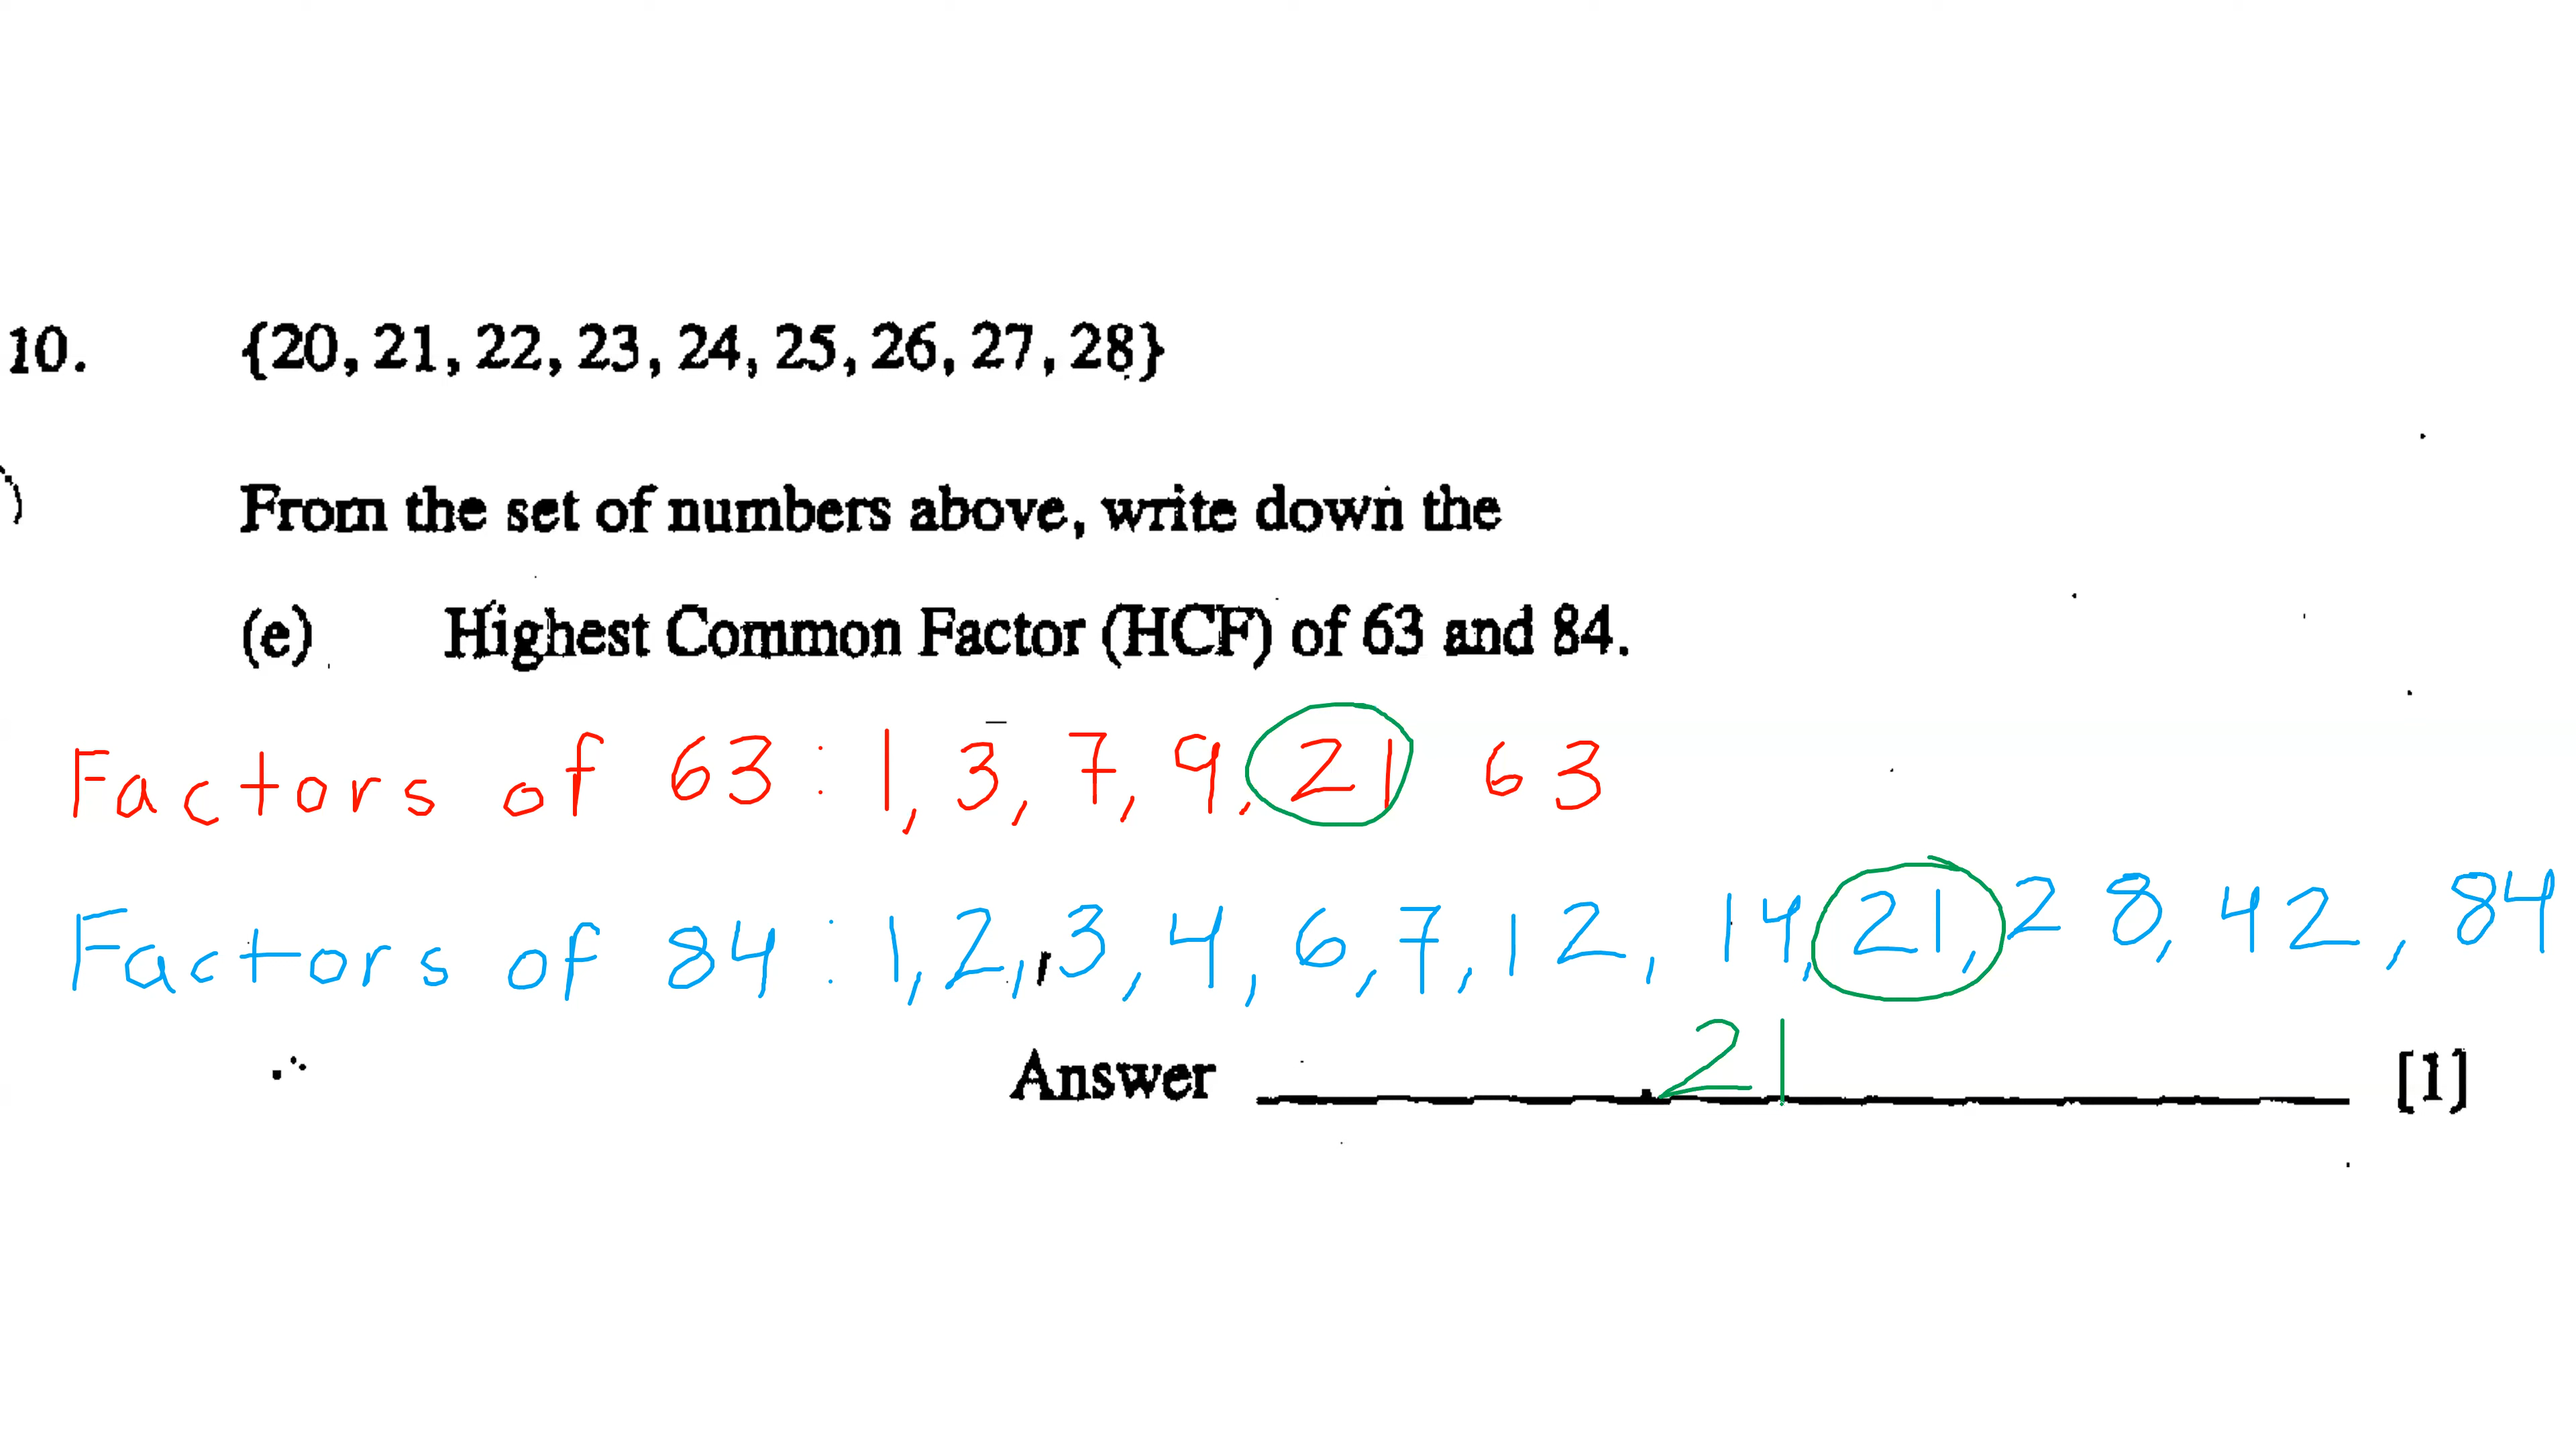 10. {20, 21, 22, 23, 24, 25, 26, 27, 28}
From the set of numbers above, write down the
(e) Highest Common Factor (HCF) of 63 and 84.
Factors of 63 : 1, 3, 7, 9, 21 63
Factors of 84 : 1, 2, 3, 4, 6, 7, 12, 14, 21, 28, 42, 84
Answer 21 [1]